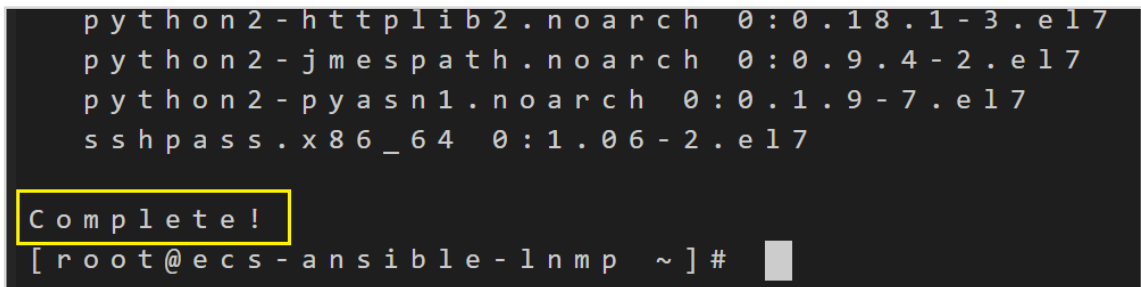 python2-httplib2.noarch 0:0.18.1-3.el7
python2-jmespath.noarch 0:0.9.4-2.el7
python2-pyasn1.noarch 0:0.1.9-7.el7
sshpass.x86_64 0:1.06-2.el7
Complete!
[root@ecs-ansible-lnmp ~]#